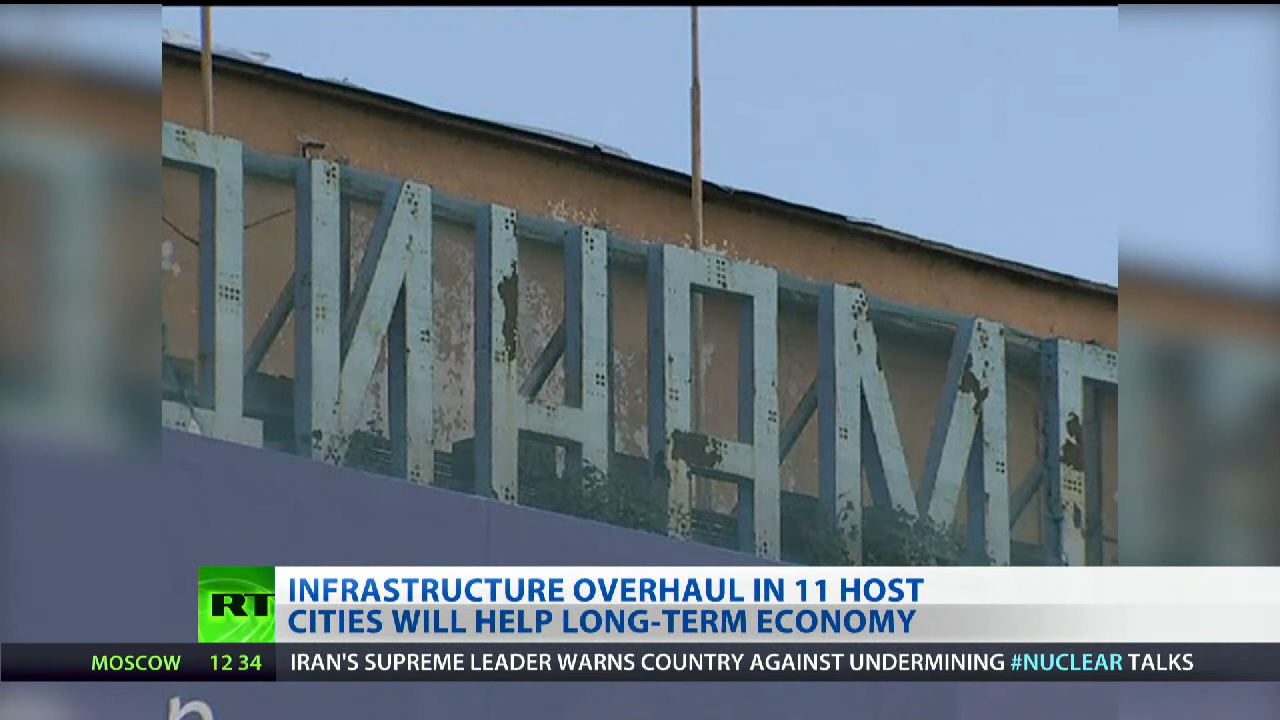 ДИНАМ
RT
INFRASTRUCTURE OVERHAUL IN 11 HOST
CITIES WILL HELP LONG-TERM ECONOMY
MOSCOW 12 34
IRAN'S SUPREME LEADER WARNS COUNTRY AGAINST UNDERMINING #NUCLEAR TALKS